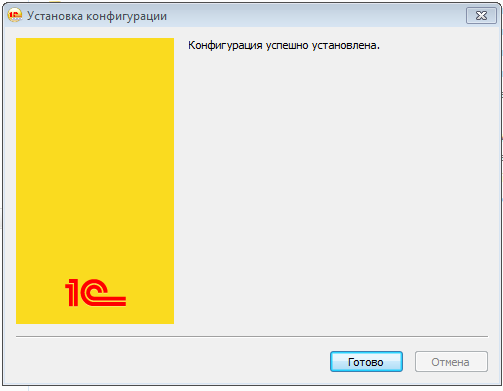 Установка конфигурации
Конфигурация успешно установлена.
1С
Готово
Отмена